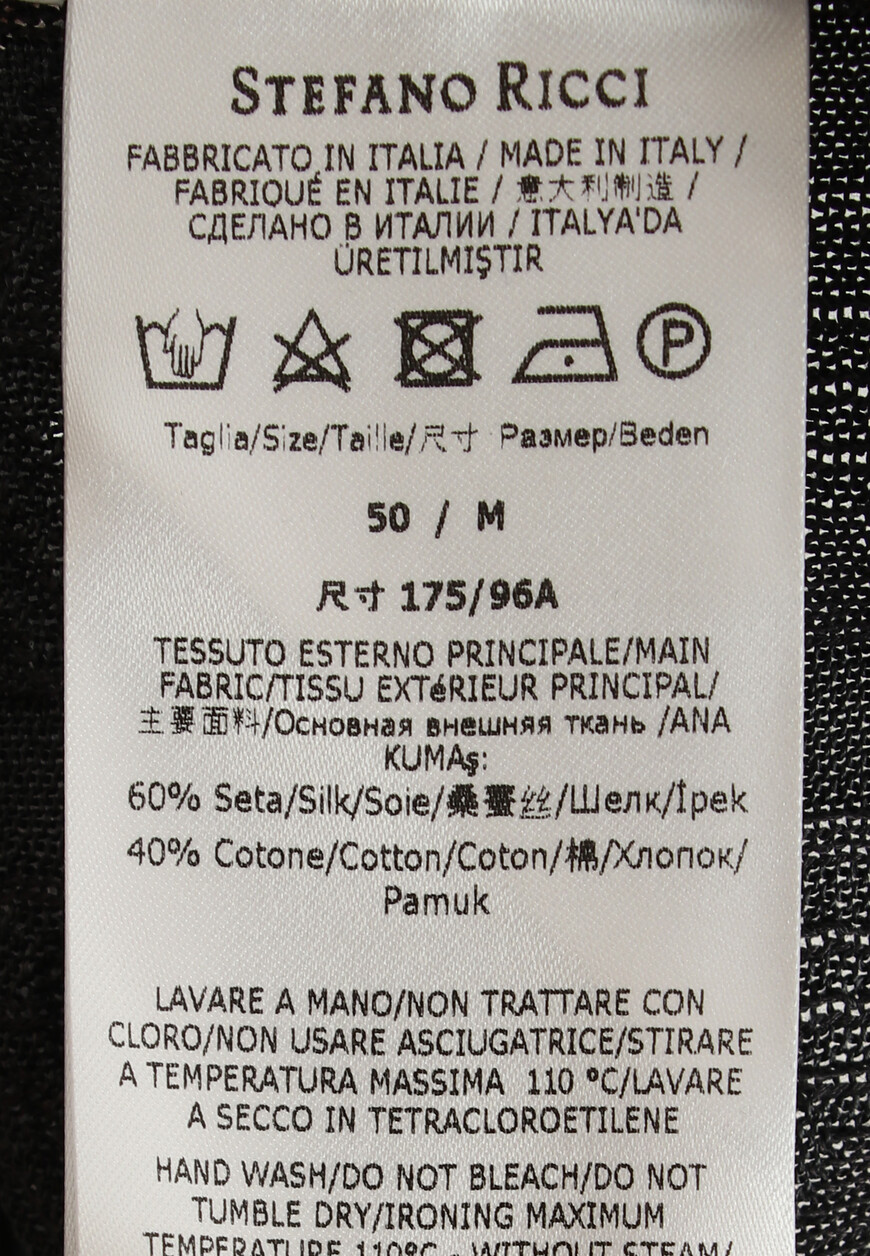 STEFANO RICCI
FABBRICATO IN ITALIA / MADE IN ITALY /
FABRIQUÉ EN ITALIE / 意大利制造 /
СДЕЛАНО В ИТАЛИИ / ITALYA'DA
ÜRETILMIŞTIR
P
Taglia/Size/Taille/尺寸 Размер/Beden
50 / M
尺寸 175/96A
TESSUTO ESTERNO PRINCIPALE/MAIN
FABRIC/TISSU EXTéRIEUR PRINCIPAL/
主要面料/Основная внешняя ткань /ANA
KUMAş:
60% Seta/Silk/Soie/桑蚕丝/Шелк/İpek
40% Cotone/Cotton/Coton/棉/Хлопок/
Pamuk
LAVARE A MANO/NON TRATTARE CON
CLORO/NON USARE ASCIUGATRICE/STIRARE
A TEMPERATURA MASSIMA 110 °C/LAVARE
A SECCO IN TETRACLOROETILENE
HAND WASH/DO NOT BLEACH/DO NOT
TUMBLE DRY/IRONING MAXIMUM
TEMPERATURE 110°C - WITHOUT STEAM/